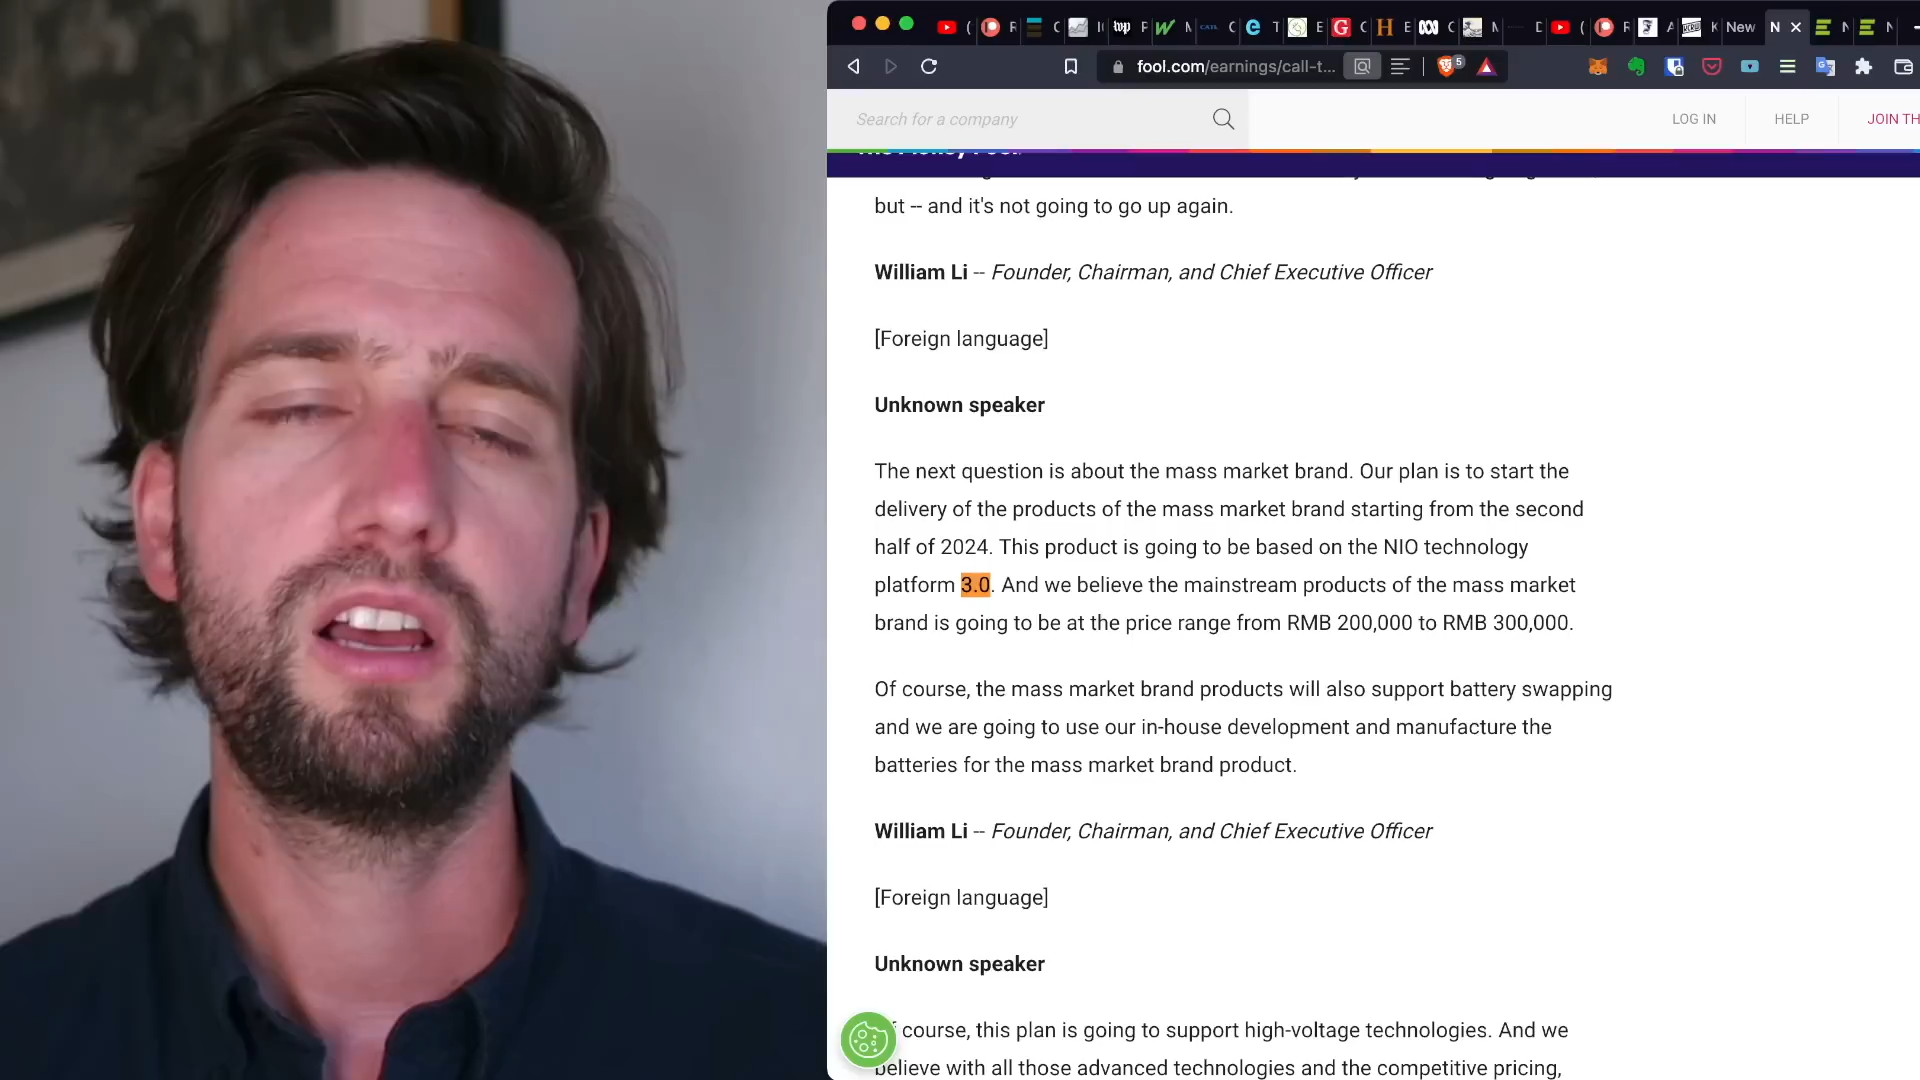 fool.com/earnings/call-t...
5
New
Search for a company
LOG IN
HELP
JOIN TH
but -- and it's not going to go up again.
William Li -- Founder, Chairman, and Chief Executive Officer
[Foreign language]
Unknown speaker
The next question is about the mass market brand. Our plan is to start the
delivery of the products of the mass market brand starting from the second
half of 2024. This product is going to be based on the NIO technology
platform 3.0. And we believe the mainstream products of the mass market
brand is going to be at the price range from RMB 200,000 to RMB 300,000.
Of course, the mass market brand products will also support battery swapping
and we are going to use our in-house development and manufacture the
batteries for the mass market brand product.
William Li -- Founder, Chairman, and Chief Executive Officer
[Foreign language]
Unknown speaker
course, this plan is going to support high-voltage technologies. And we
believe with all those advanced technologies and the competitive pricing,